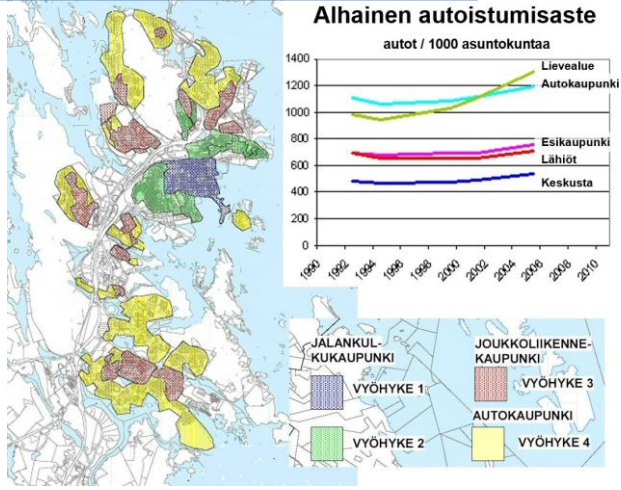 Alhainen autoistumisaste
autot / 1000 asuntokuntaa
1400
1200
1000
800
600
400
200
0
Lievealue
Autokaupunki
Esikaupunki
Lähiöt
Keskusta
1990
1992
1994
1996
1998
2000
2002
2004
2006
2008
2010
JALANKUL-
KUKAUPUNKI
VYÖHYKE 1
VYÖHYKE 2
JOUKKOLIIKENNE-
KAUPUNKI
VYÖHYKE 3
AUTOKAUPUNKI
VYÖHYKE 4